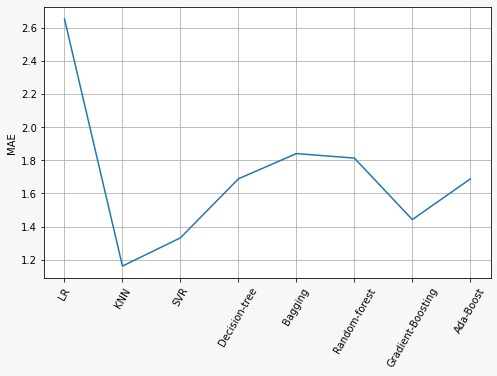 MAE
2.6
2.4
2.2
2.0
1.8
1.6
1.4
1.2
LR
KNN
SVR
Decision-tree
Bagging
Random-forest
Gradient-Boosting
Ada-Boost